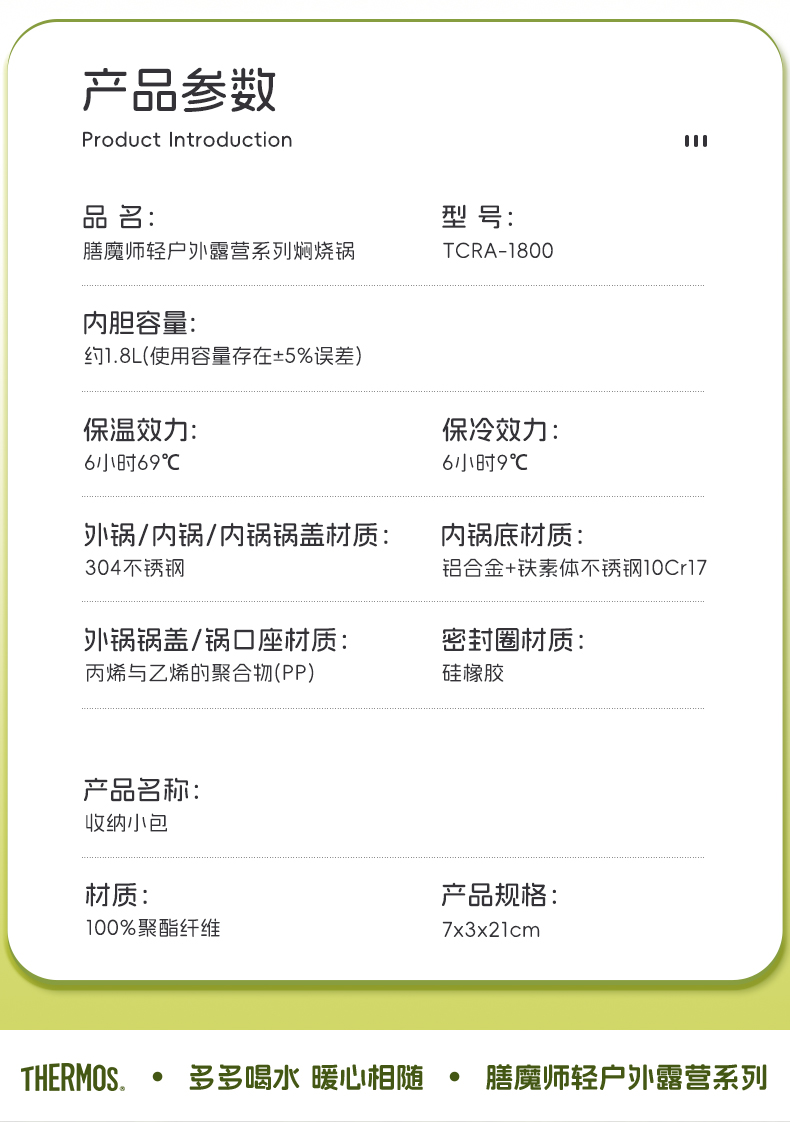 产品参数
Product Introduction
品 名：
型 号：
膳魔师轻户外露营系列焖烧锅
TCRA-1800
内胆容量：
约1.8L(使用容量存在±5%误差)
保温效力：
保冷效力：
6小时69℃
6小时9℃
外锅/内锅/内锅锅盖材质：
内锅底材质：
304不锈钢
铝合金+铁素体不锈钢10Cr17
外锅锅盖/锅口座材质：
密封圈材质：
丙烯与乙烯的聚合物(PP)
硅橡胶
产品名称：
收纳小包
材质：
产品规格：
100%聚酯纤维
7x3x21cm
THERMOS® • 多多喝水 暖心相随 • 膳魔师轻户外露营系列